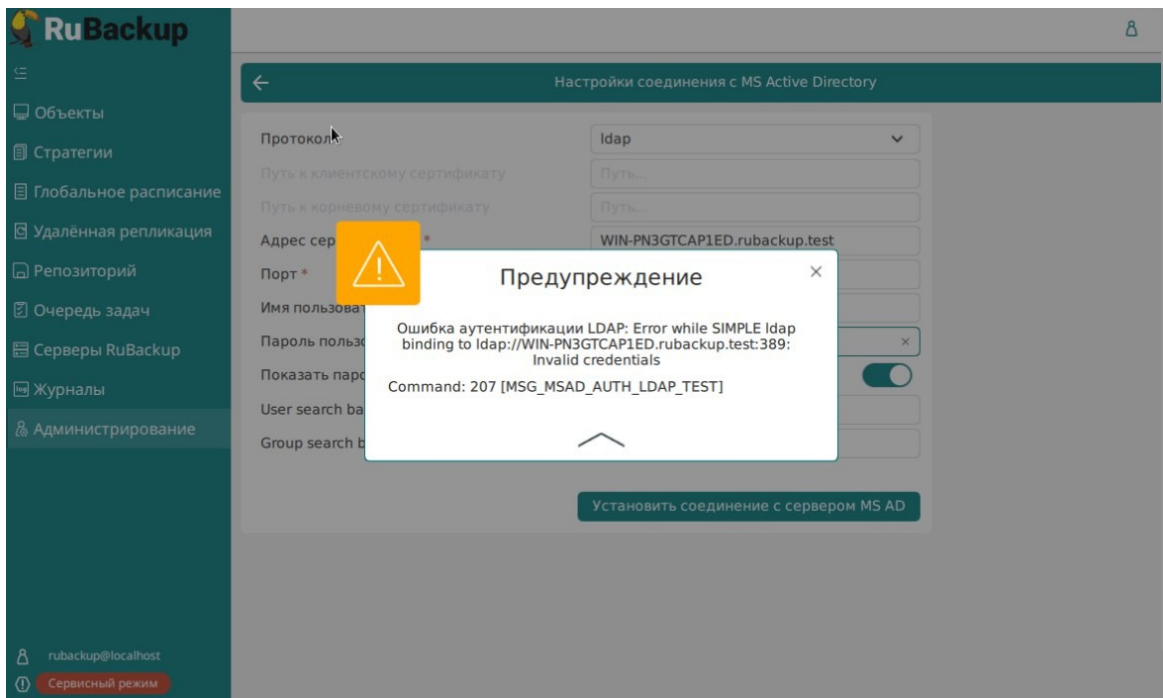 RuBackup
Настройки соединения с MS Active Directory
Объекты
Стратегии
Глобальное расписание
Удалённая репликация
Репозиторий
Очередь задач
Серверы RuBackup
Журналы
Администрирование
Протокол
ldap
Путь к клиентскому сертификату
Путь...
Путь к корневому сертификату
Путь...
Адрес сер *
WIN-PN3GTCAP1ED.rubackup.test
Порт *
Имя пользоват
Пароль пользо
Показать паро
User search ba
Group search b
Предупреждение
Ошибка аутентификации LDAP: Error while SIMPLE ldap
binding to ldap://WIN-PN3GTCAP1ED.rubackup.test:389:
Invalid credentials
Command: 207 [MSG_MSAD_AUTH_LDAP_TEST]
Установить соединение с сервером MS AD
rubackup@localhost
Сервисный режим